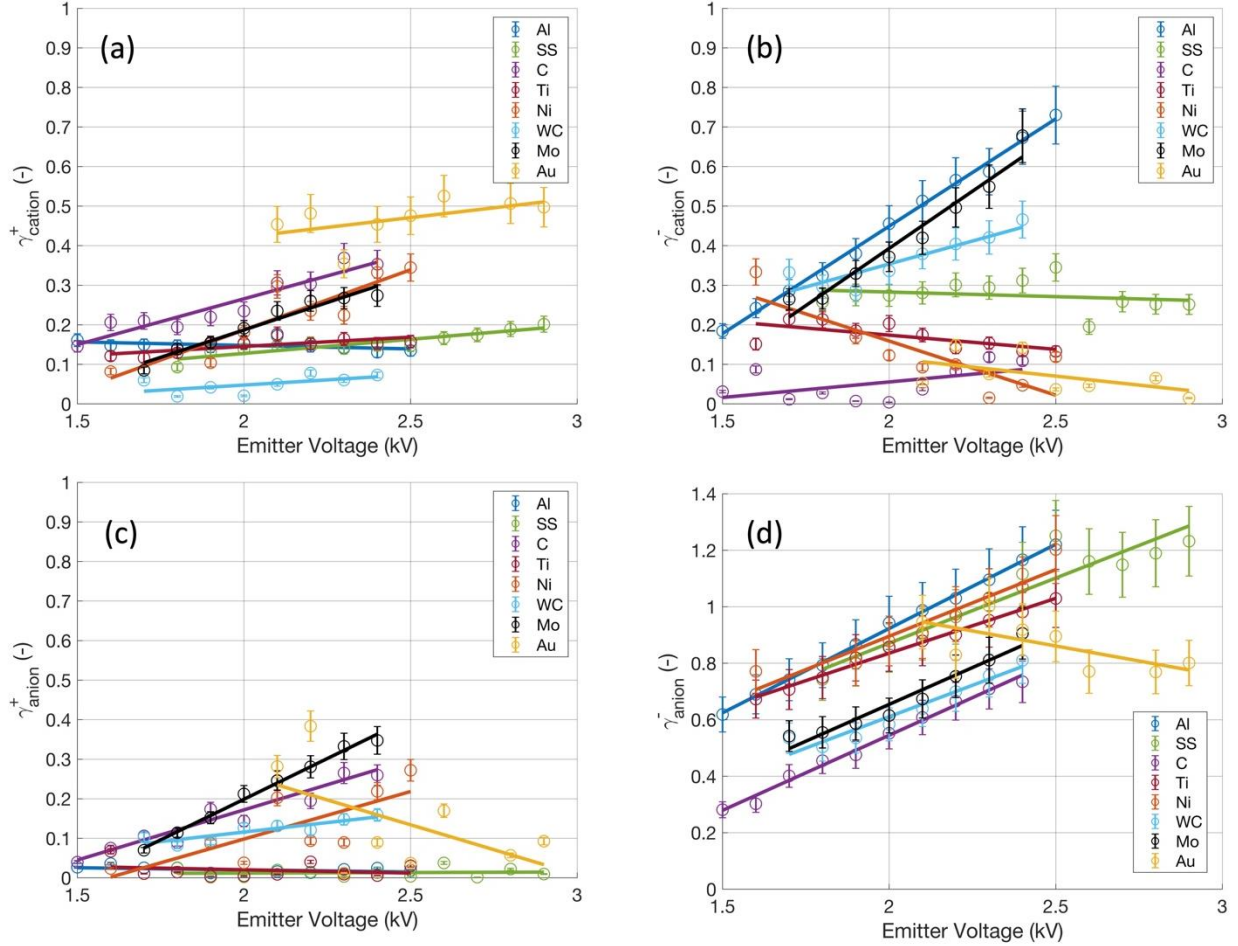 (a)
γ+cation (-)
1
0.9
0.8
0.7
0.6
0.5
0.4
0.3
0.2
0.1
0
1.5 2 2.5 3
Emitter Voltage (kV)
Al
SS
C
Ti
Ni
WC
Mo
Au
(b)
γ-cation (-)
1
0.9
0.8
0.7
0.6
0.5
0.4
0.3
0.2
0.1
0
1.5 2 2.5 3
Emitter Voltage (kV)
Al
SS
C
Ti
Ni
WC
Mo
Au
(c)
γ+anion (-)
1
0.9
0.8
0.7
0.6
0.5
0.4
0.3
0.2
0.1
0
1.5 2 2.5 3
Emitter Voltage (kV)
Al
SS
C
Ti
Ni
WC
Mo
Au
(d)
γ-anion (-)
1.4
1.2
1
0.8
0.6
0.4
0.2
0
1.5 2 2.5 3
Emitter Voltage (kV)
Al
SS
C
Ti
Ni
WC
Mo
Au